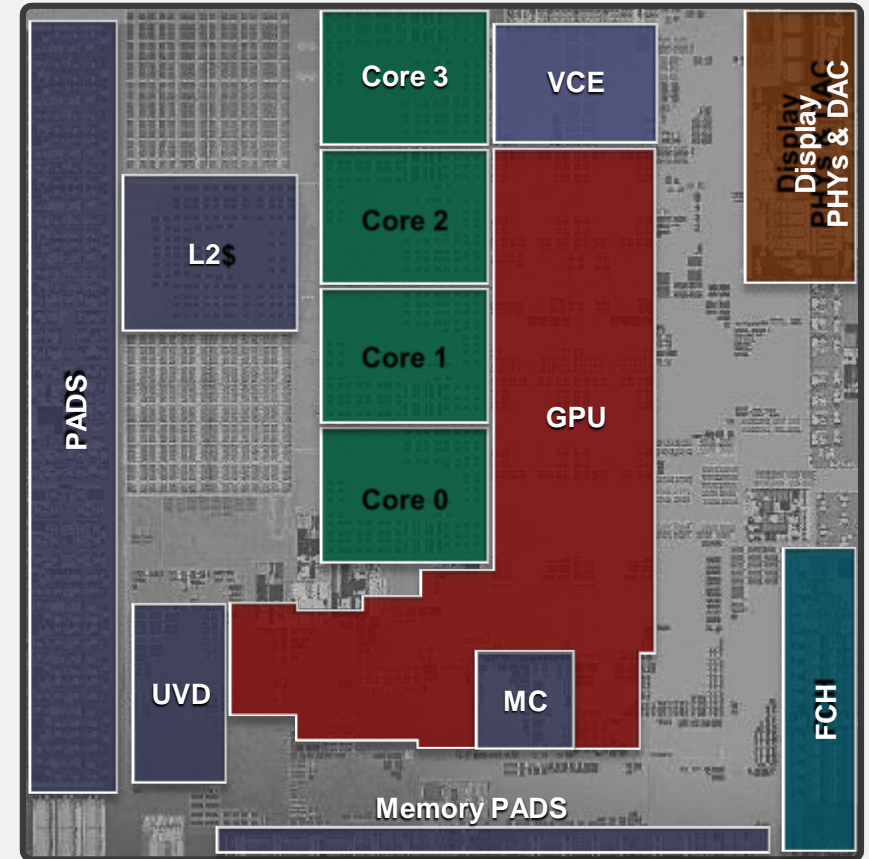 Core 3
VCE
Display
PHYs & DAC
L2$
Core 2
PADS
Core 1
GPU
Core 0
UVD
MC
FCH
Memory PADS